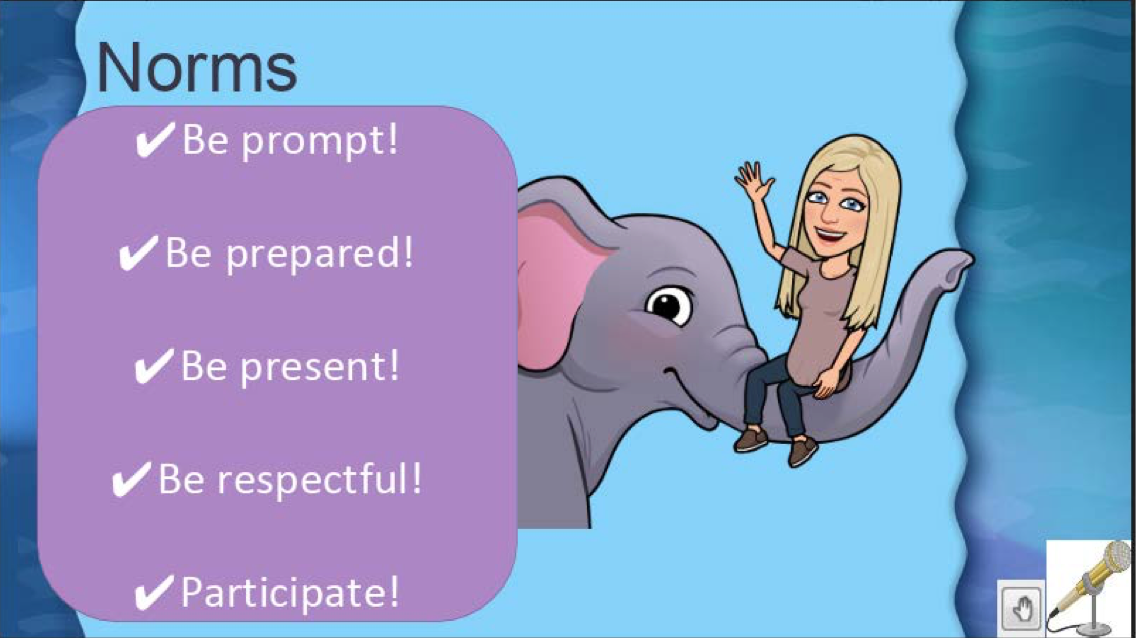 Norms
✔Be prompt!
✔Be prepared!
✔Be present!
✔Be respectful!
✔Participate!